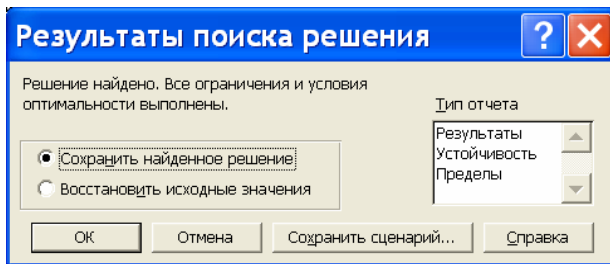 Результаты поиска решения
Решение найдено. Все ограничения и условия
оптимальности выполнены.
Тип отчета
Результаты
Устойчивость
Пределы
Сохранить найденное решение
Восстановить исходные значения
ОК
Отмена
Сохранить сценарий...
Справка